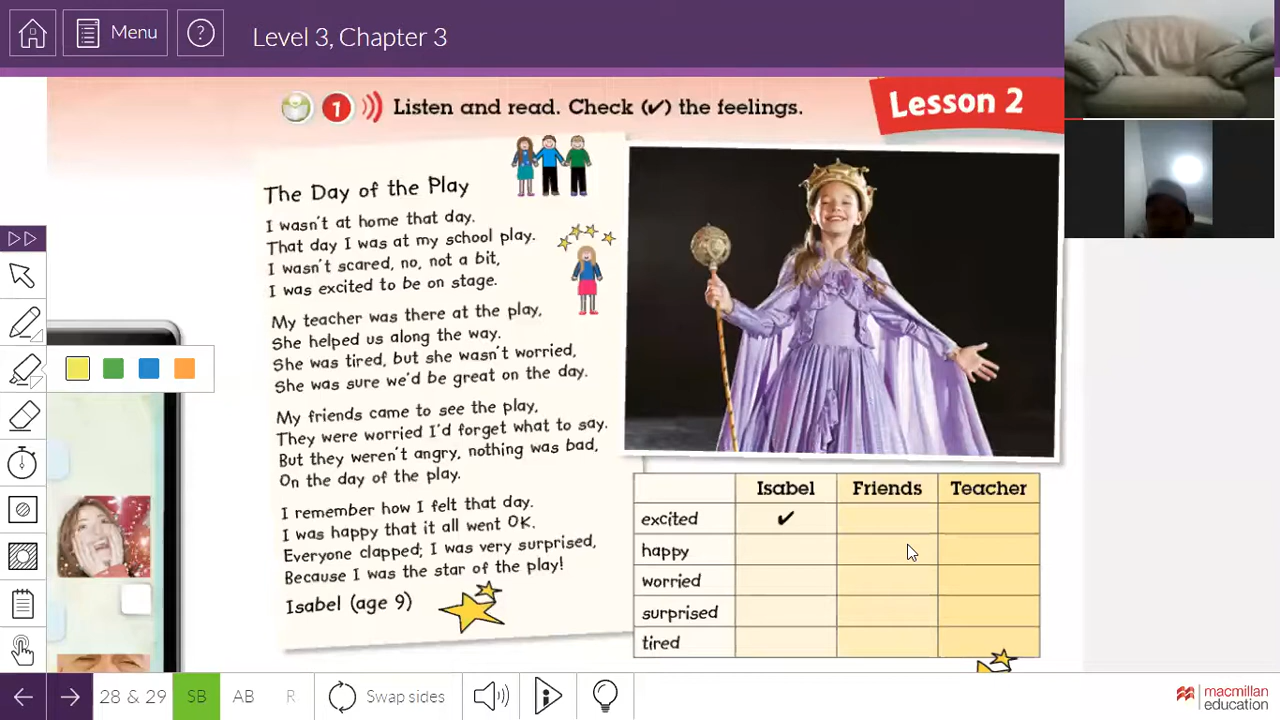 Menu
?
Level 3, Chapter 3
1 Listen and read. Check (✔) the feelings.
Lesson 2
The Day of the Play
I wasn't at home that day.
That day I was at my school play.
I wasn't scared, no, not a bit,
I was excited to be on stage.
My teacher was there at the play,
She helped us along the way.
She was tired, but she wasn't worried,
She was sure we'd be great on the day.
My friends came to see the play,
They were worried I'd forget what to say.
But they weren't angry, nothing was bad,
On the day of the play.
I remember how I felt that day.
I was happy that it all went OK.
Everyone clapped; I was very surprised,
Because I was the star of the play!
Isabel (age 9)
Isabel Friends Teacher
excited ✔
happy
worried
surprised
tired
28 & 29 SB AB R Swap sides
macmillan
education